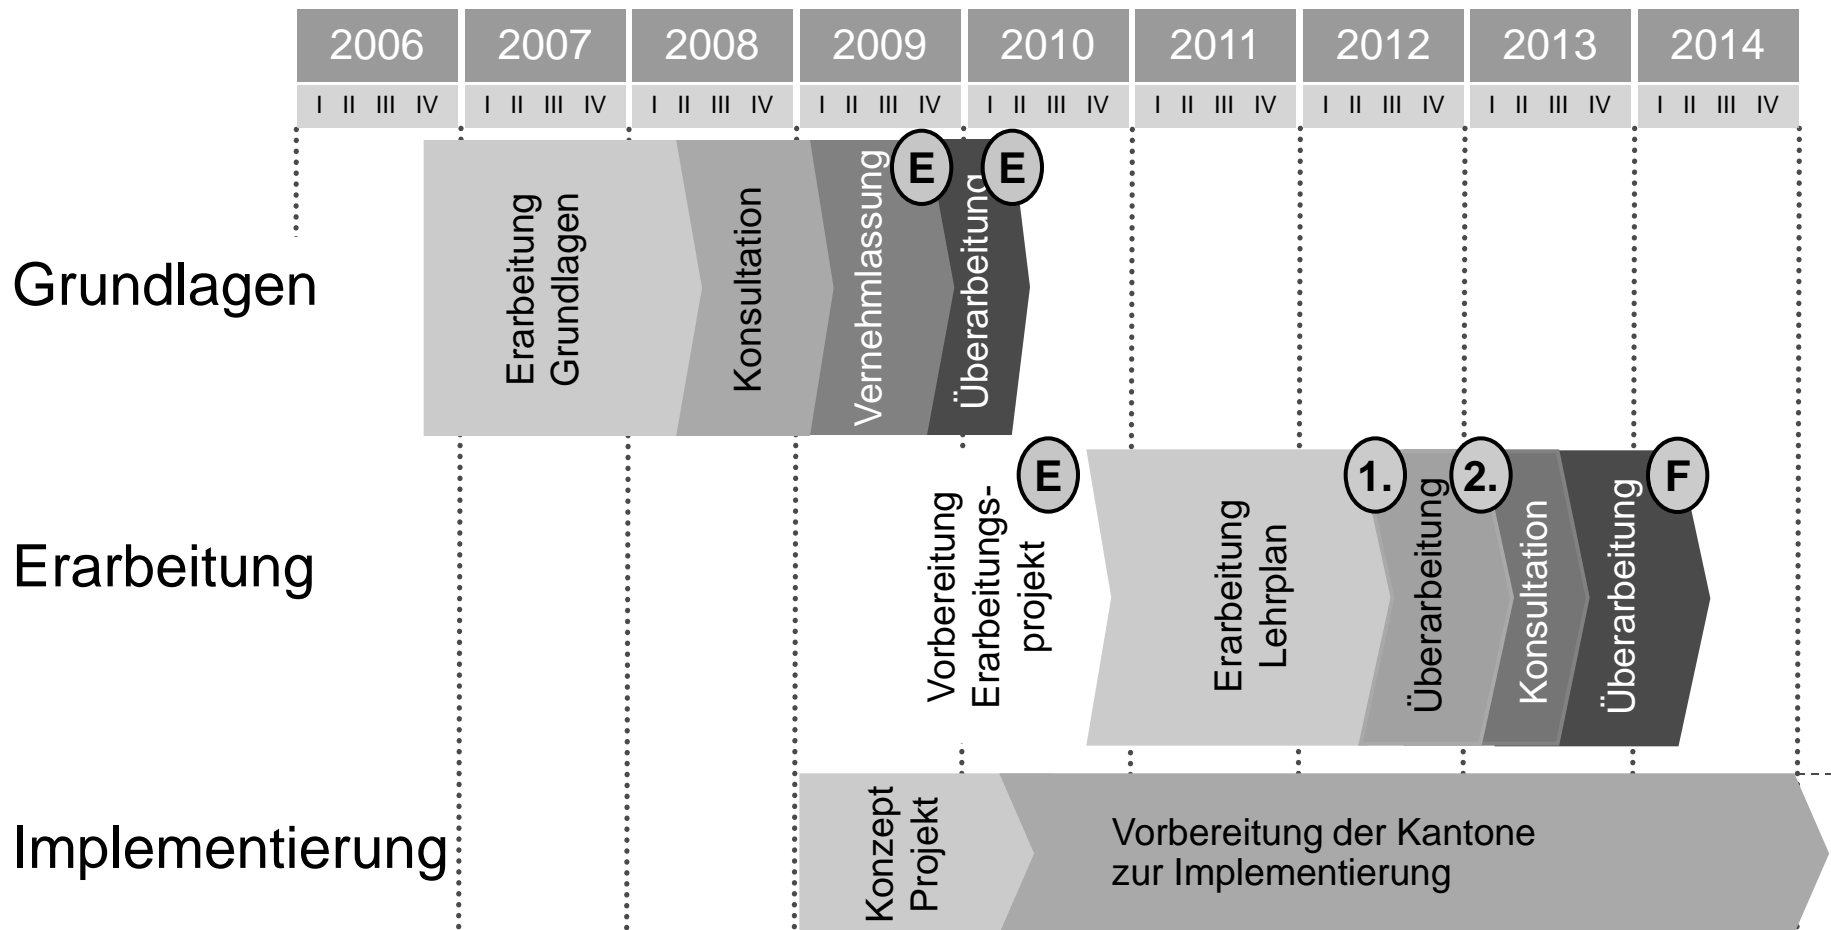 2006 2007 2008 2009 2010 2011 2012 2013 2014
I II III IV I II III IV I II III IV I II III IV I II III IV I II III IV I II III IV I II III IV I II III IV
Grundlagen
Erarbeitung
Grundlagen
Konsultation
Vernehmlassung
E
Überarbeitung
E
Erarbeitung
Vorbereitung
Erarbeitungs-
projekt
E
Erarbeitung
Lehrplan
1.
Überarbeitung
2.
Konsultation
Überarbeitung
F
Implementierung
Konzept
Projekt
Vorbereitung der Kantone
zur Implementierung